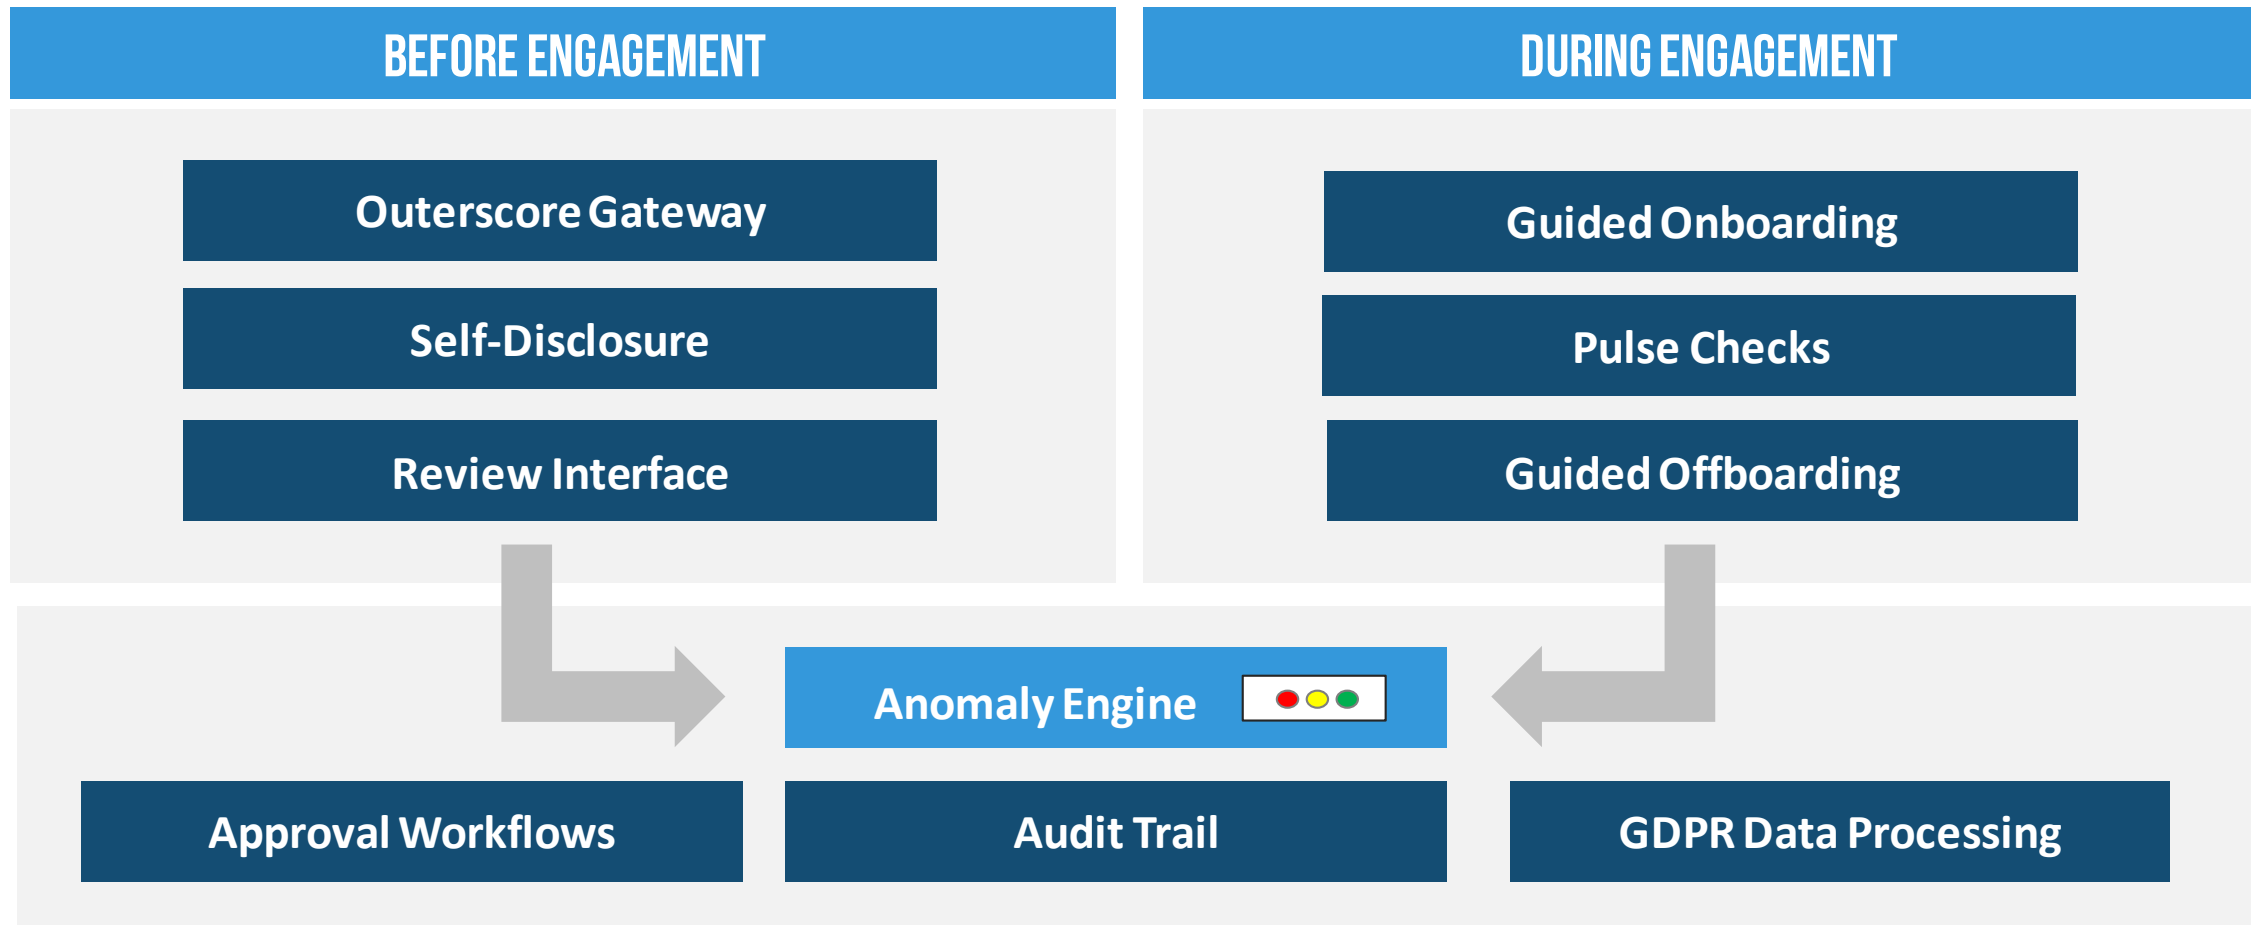 BEFORE ENGAGEMENT
Outerscore Gateway
Self-Disclosure
Review Interface
DURING ENGAGEMENT
Guided Onboarding
Pulse Checks
Guided Offboarding
Anomaly Engine
Approval Workflows
Audit Trail
GDPR Data Processing